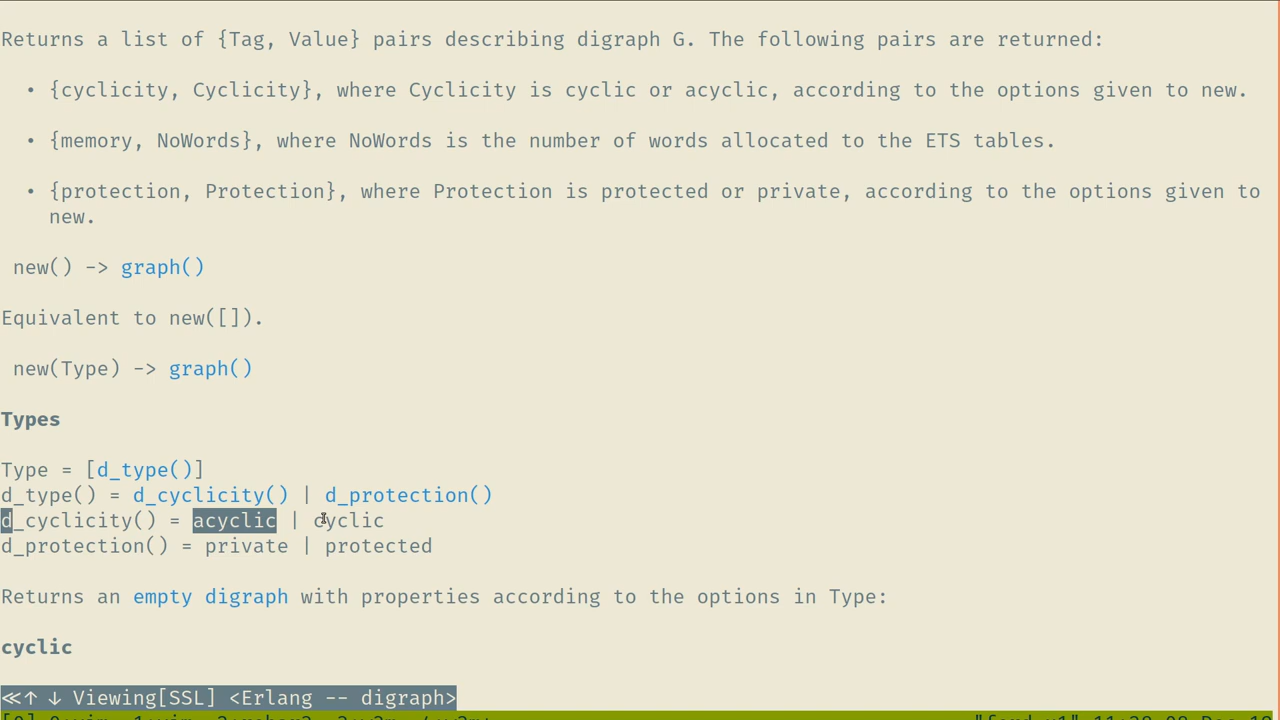 Returns a list of {Tag, Value} pairs describing digraph G. The following pairs are returned:
• {cyclicity, Cyclicity}, where Cyclicity is cyclic or acyclic, according to the options given to new.
• {memory, NoWords}, where NoWords is the number of words allocated to the ETS tables.
• {protection, Protection}, where Protection is protected or private, according to the options given to
new.
new() -> graph()
Equivalent to new([]).
new(Type) -> graph()
Types
Type = [d_type()]
d_type() = d_cyclicity() | d_protection()
d_cyclicity() = acyclic | cyclic
d_protection() = private | protected
Returns an empty digraph with properties according to the options in Type:
cyclic
≪↑ ↓ Viewing[SSL] <Erlang -- digraph>